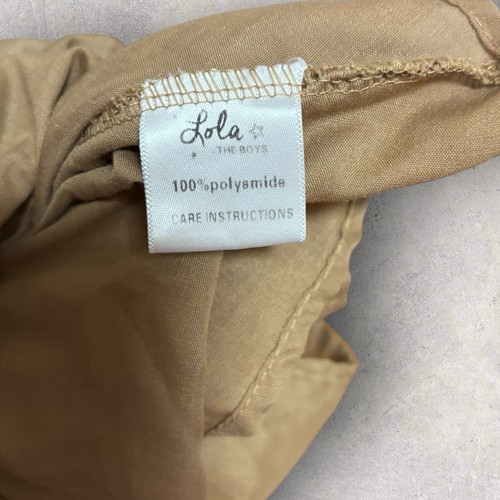 Lola
THE BOYS
100%polyamide
CARE INSTRUCTIONS